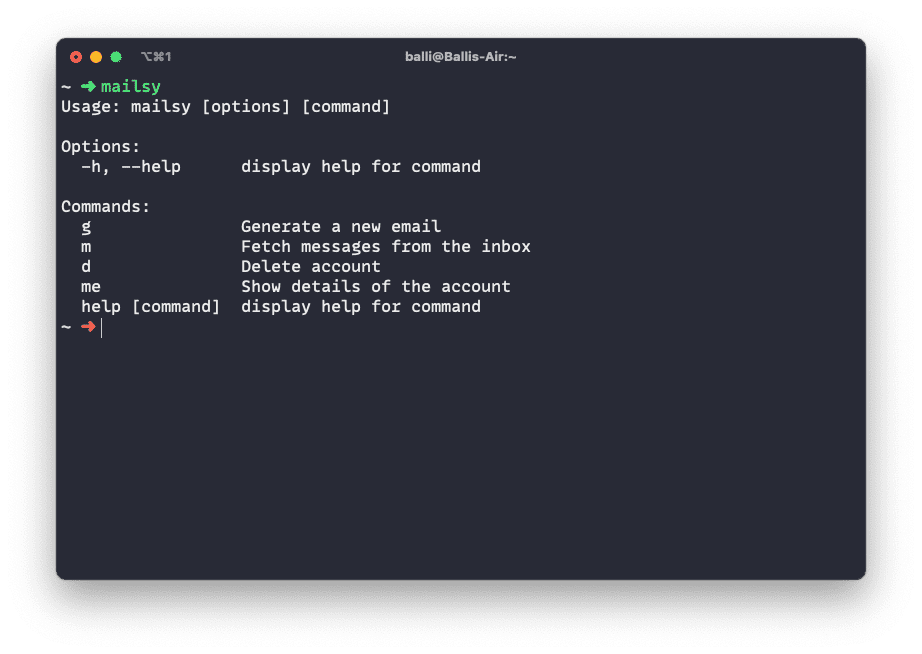 ⌥⌘1
balli@Ballis-Air:~
~ ➜ mailsy
Usage: mailsy [options] [command]
Options:
-h, --help display help for command
Commands:
g Generate a new email
m Fetch messages from the inbox
d Delete account
me Show details of the account
help [command] display help for command
~ ➜